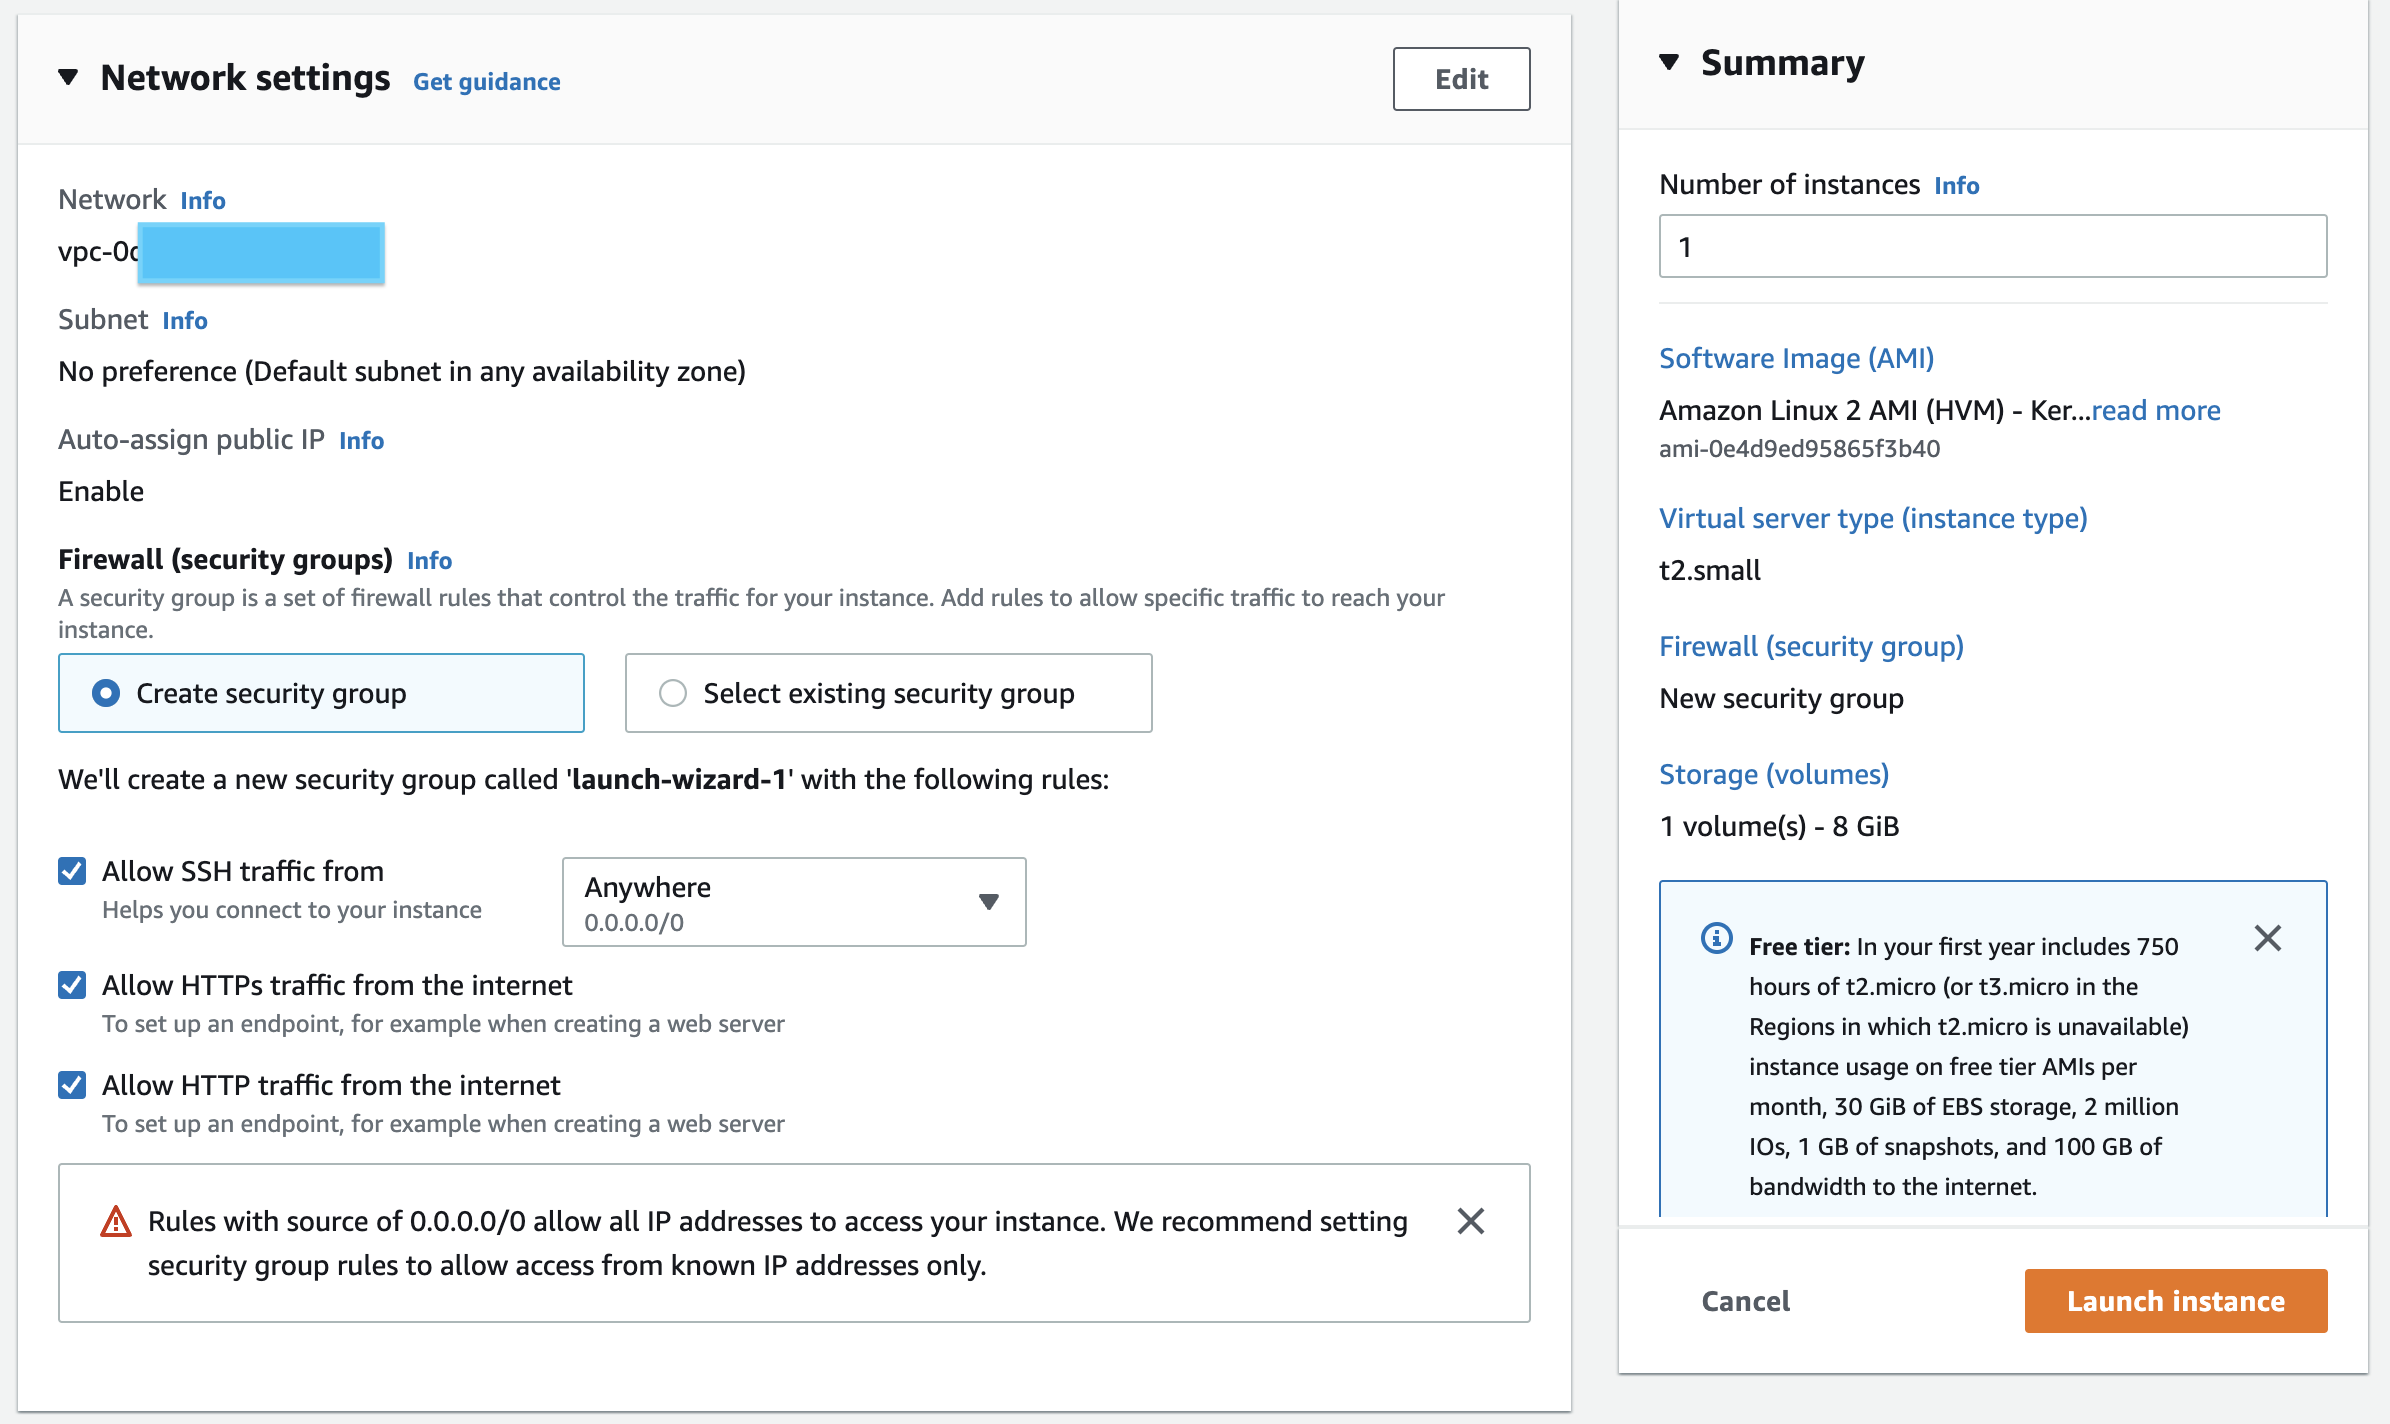 Network settings Get guidance
Edit
Network Info
vpc-0
Subnet Info
No preference (Default subnet in any availability zone)
Auto-assign public IP Info
Enable
Firewall (security groups) Info
A security group is a set of firewall rules that control the traffic for your instance. Add rules to allow specific traffic to reach your
instance.
Create security group
Select existing security group
We'll create a new security group called 'launch-wizard-1' with the following rules:
Allow SSH traffic from
Helps you connect to your instance
Anywhere
0.0.0.0/0
Allow HTTPs traffic from the internet
To set up an endpoint, for example when creating a web server
Allow HTTP traffic from the internet
To set up an endpoint, for example when creating a web server
Rules with source of 0.0.0.0/0 allow all IP addresses to access your instance. We recommend setting
security group rules to allow access from known IP addresses only.
Summary
Number of instances Info
1
Software Image (AMI)
Amazon Linux 2 AMI (HVM) - Ker...read more
ami-0e4d9ed95865f3b40
Virtual server type (instance type)
t2.small
Firewall (security group)
New security group
Storage (volumes)
1 volume(s) - 8 GiB
Free tier: In your first year includes 750
hours of t2.micro (or t3.micro in the
Regions in which t2.micro is unavailable)
instance usage on free tier AMIs per
month, 30 GiB of EBS storage, 2 million
IOs, 1 GB of snapshots, and 100 GB of
bandwidth to the internet.
Cancel
Launch instance